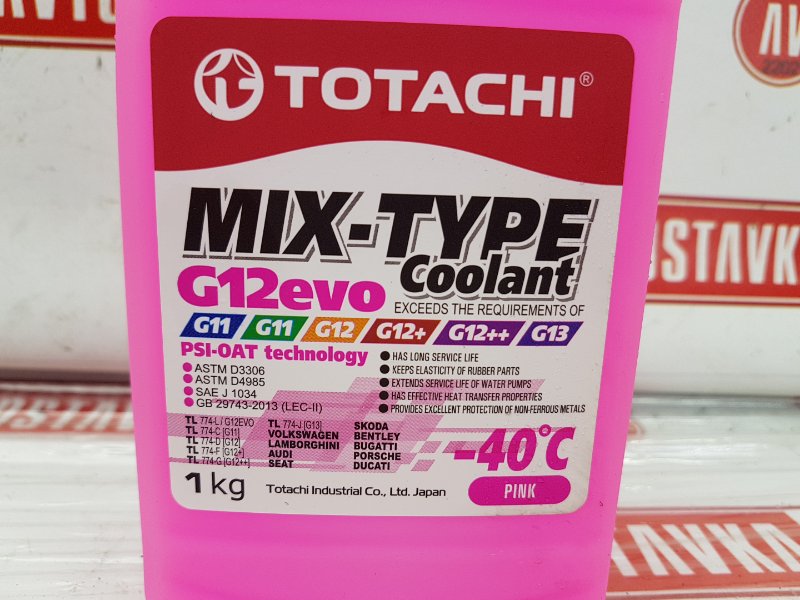 TOTACHI®
MIX-TYPE
Coolant
G12evo
EXCEEDS THE REQUIREMENTS OF
G11 G11 G12 G12+ G12++ G13
PSI-OAT technology
ASTM D3306
ASTM D4985
SAE J 1034
GB 29743-2013 (LEC-II)
HAS LONG SERVICE LIFE
KEEPS ELASTICITY OF RUBBER PARTS
EXTENDS SERVICE LIFE OF WATER PUMPS
HAS EFFECTIVE HEAT TRANSFER PROPERTIES
PROVIDES EXCELLENT PROTECTION OF NON-FERROUS METALS
TL 774-L / G12EVO
TL 774-C [G11]
TL 774-D [G12]
TL 774-F [G12+]
TL 774-G [G12++]
TL 774-J [G13]
VOLKSWAGEN
LAMBORGHINI
AUDI
SEAT
SKODA
BENTLEY
BUGATTI
PORSCHE
DUCATI
-40°C
PINK
1 kg
Totachi Industrial Co., Ltd. Japan
STAVKA
STAVKA